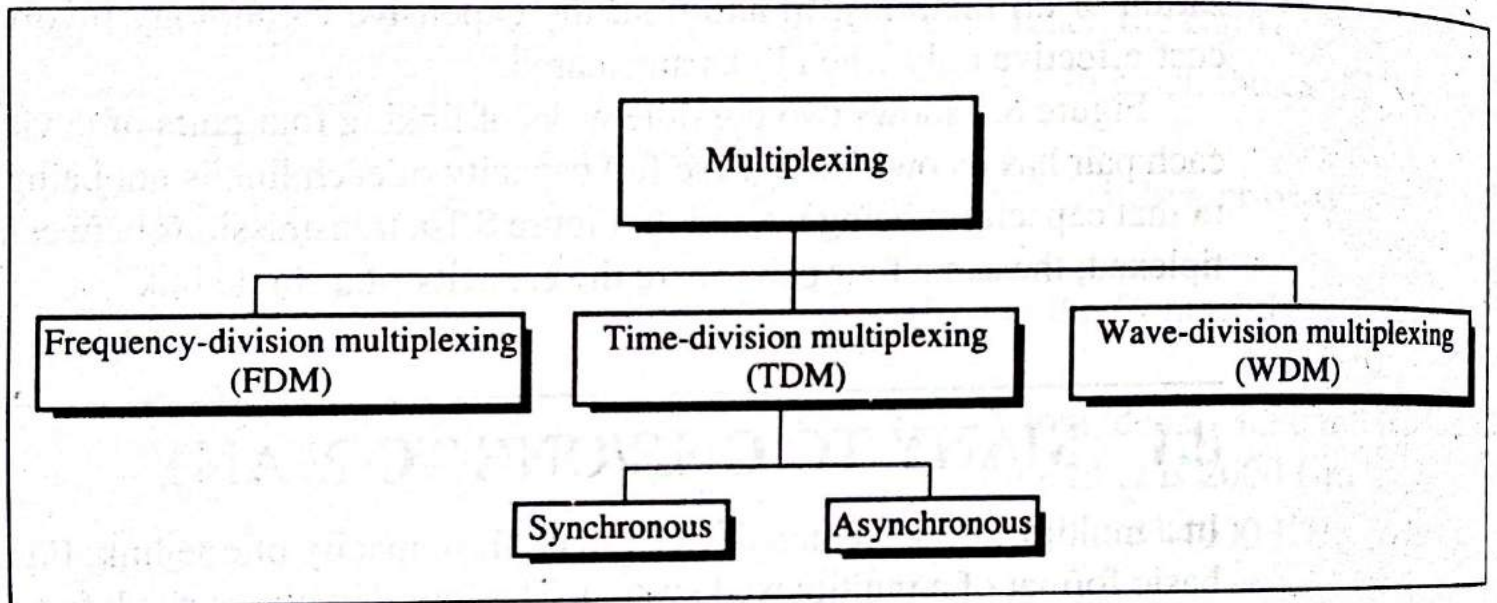 Multiplexing
Frequency-division multiplexing
(FDM)
Time-division multiplexing
(TDM)
Wave-division multiplexing
(WDM)
Synchronous
Asynchronous